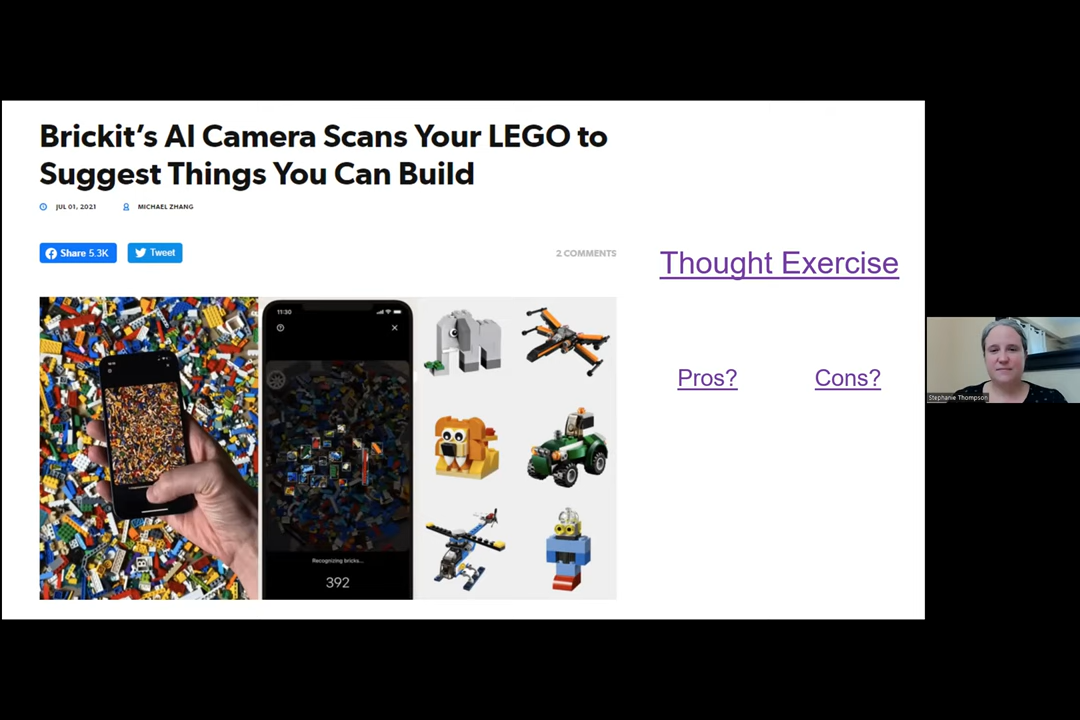 Brickit's AI Camera Scans Your LEGO to
Suggest Things You Can Build
JUL 01, 2021 MICHAEL ZHANG
Share 5.3K Tweet
2 COMMENTS
Thought Exercise
Pros? Cons?
11:30
Recognizing bricks...
392
Stephanie Thompson